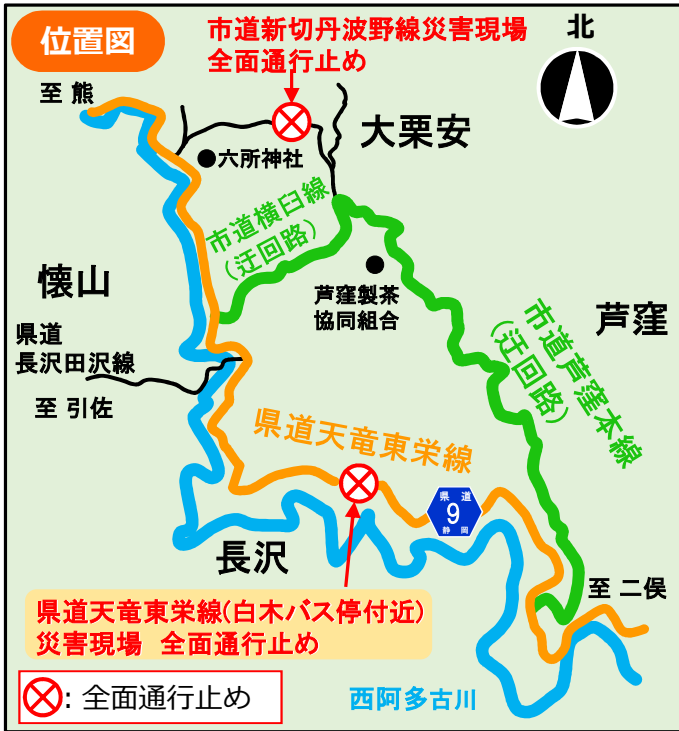 位置図
市道新切丹波野線災害現場
全面通行止め
北
至 熊
大栗安
六所神社
市道横臼線
(迂回路)
懐山
芦窪製茶
協同組合
芦窪
県道
長沢田沢線
市道芦窪本線
(迂回路)
至 引佐
県道天竜東栄線
県道
9
静岡
長沢
至 二俣
県道天竜東栄線(白木バス停付近)
災害現場 全面通行止め
: 全面通行止め
西阿多古川